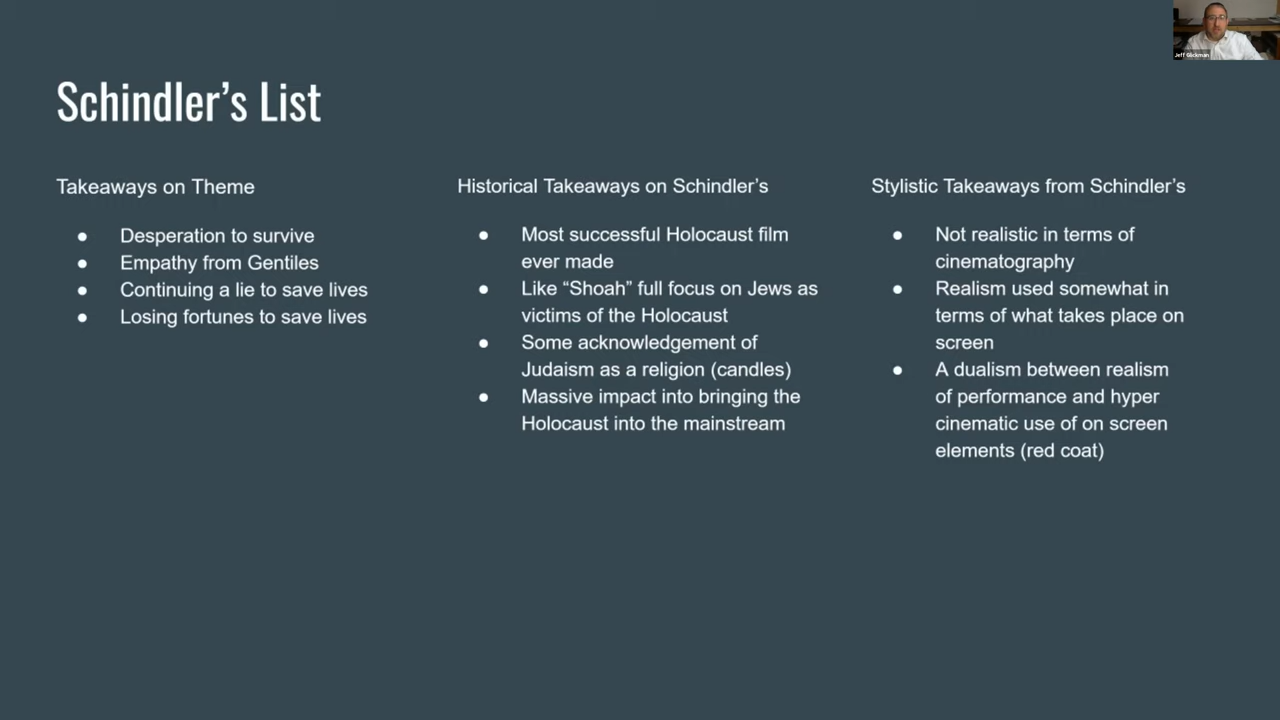 Jeff Glickman
Schindler’s List
Takeaways on Theme
● Desperation to survive
● Empathy from Gentiles
● Continuing a lie to save lives
● Losing fortunes to save lives
Historical Takeaways on Schindler’s
● Most successful Holocaust film
ever made
● Like “Shoah” full focus on Jews as
victims of the Holocaust
● Some acknowledgement of
Judaism as a religion (candles)
● Massive impact into bringing the
Holocaust into the mainstream
Stylistic Takeaways from Schindler’s
● Not realistic in terms of
cinematography
● Realism used somewhat in
terms of what takes place on
screen
● A dualism between realism
of performance and hyper
cinematic use of on screen
elements (red coat)